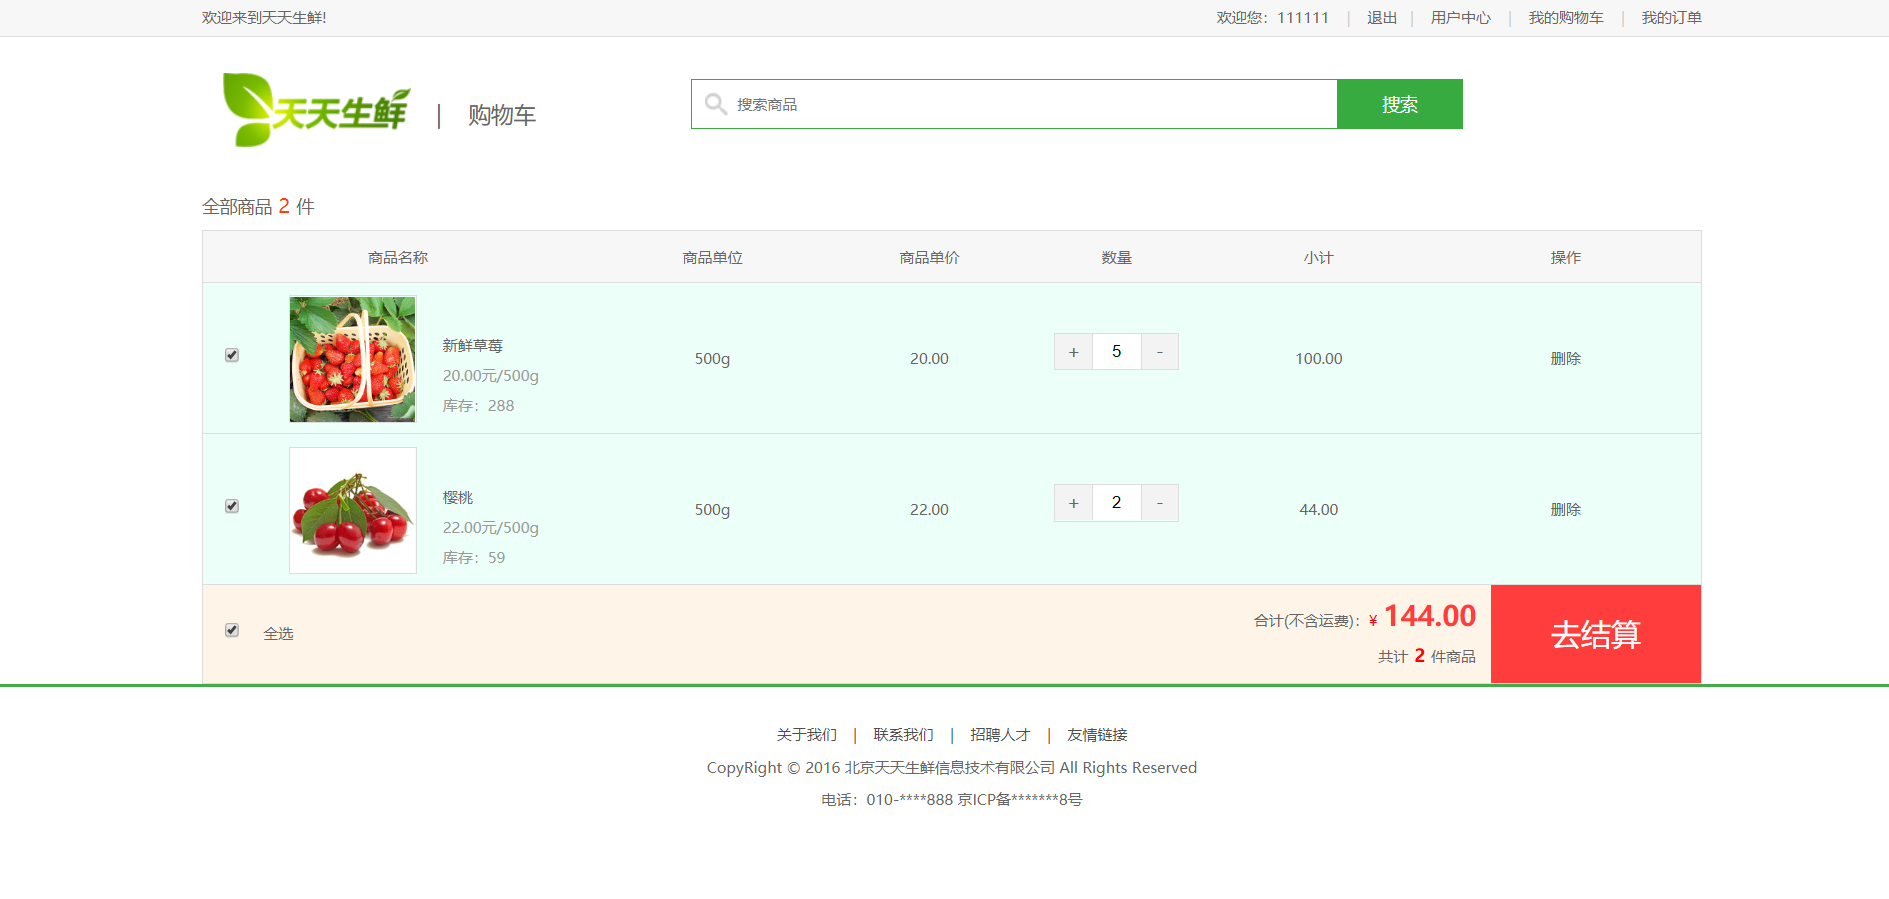 欢迎来到天天生鲜!
欢迎您：111111 | 退出 | 用户中心 | 我的购物车 | 我的订单
天天生鲜 | 购物车
搜索商品 搜索
全部商品 2 件
商品名称 商品单位 商品单价 数量 小计 操作
新鲜草莓
20.00元/500g
库存：288
500g 20.00 + 5 - 100.00 删除
樱桃
22.00元/500g
库存：59
500g 22.00 + 2 - 44.00 删除
全选
合计(不含运费)：¥ 144.00
共计 2 件商品
去结算
关于我们 | 联系我们 | 招聘人才 | 友情链接
CopyRight © 2016 北京天天生鲜信息技术有限公司 All Rights Reserved
电话：010-****888 京ICP备*******8号